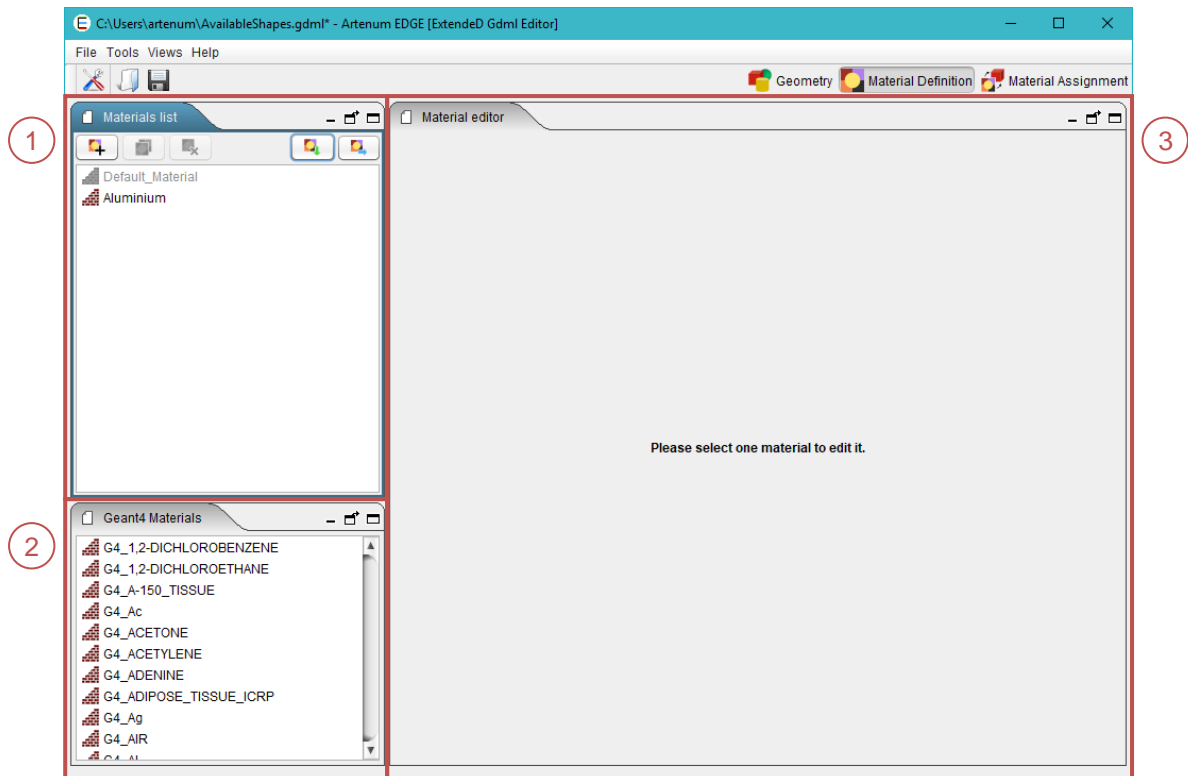 C:\Users\artenum\AvailableShapes.gdml* - Artenum EDGE [ExtendeD Gdml Editor]
File Tools Views Help
Geometry Material Definition Material Assignment
1
Materials list
Default_Material
Aluminium
2
Geant4 Materials
G4_1,2-DICHLOROBENZENE
G4_1,2-DICHLOROETHANE
G4_A-150_TISSUE
G4_Ac
G4_ACETONE
G4_ACETYLENE
G4_ADENINE
G4_ADIPOSE_TISSUE_ICRP
G4_Ag
G4_AIR
Material editor
Please select one material to edit it.
3